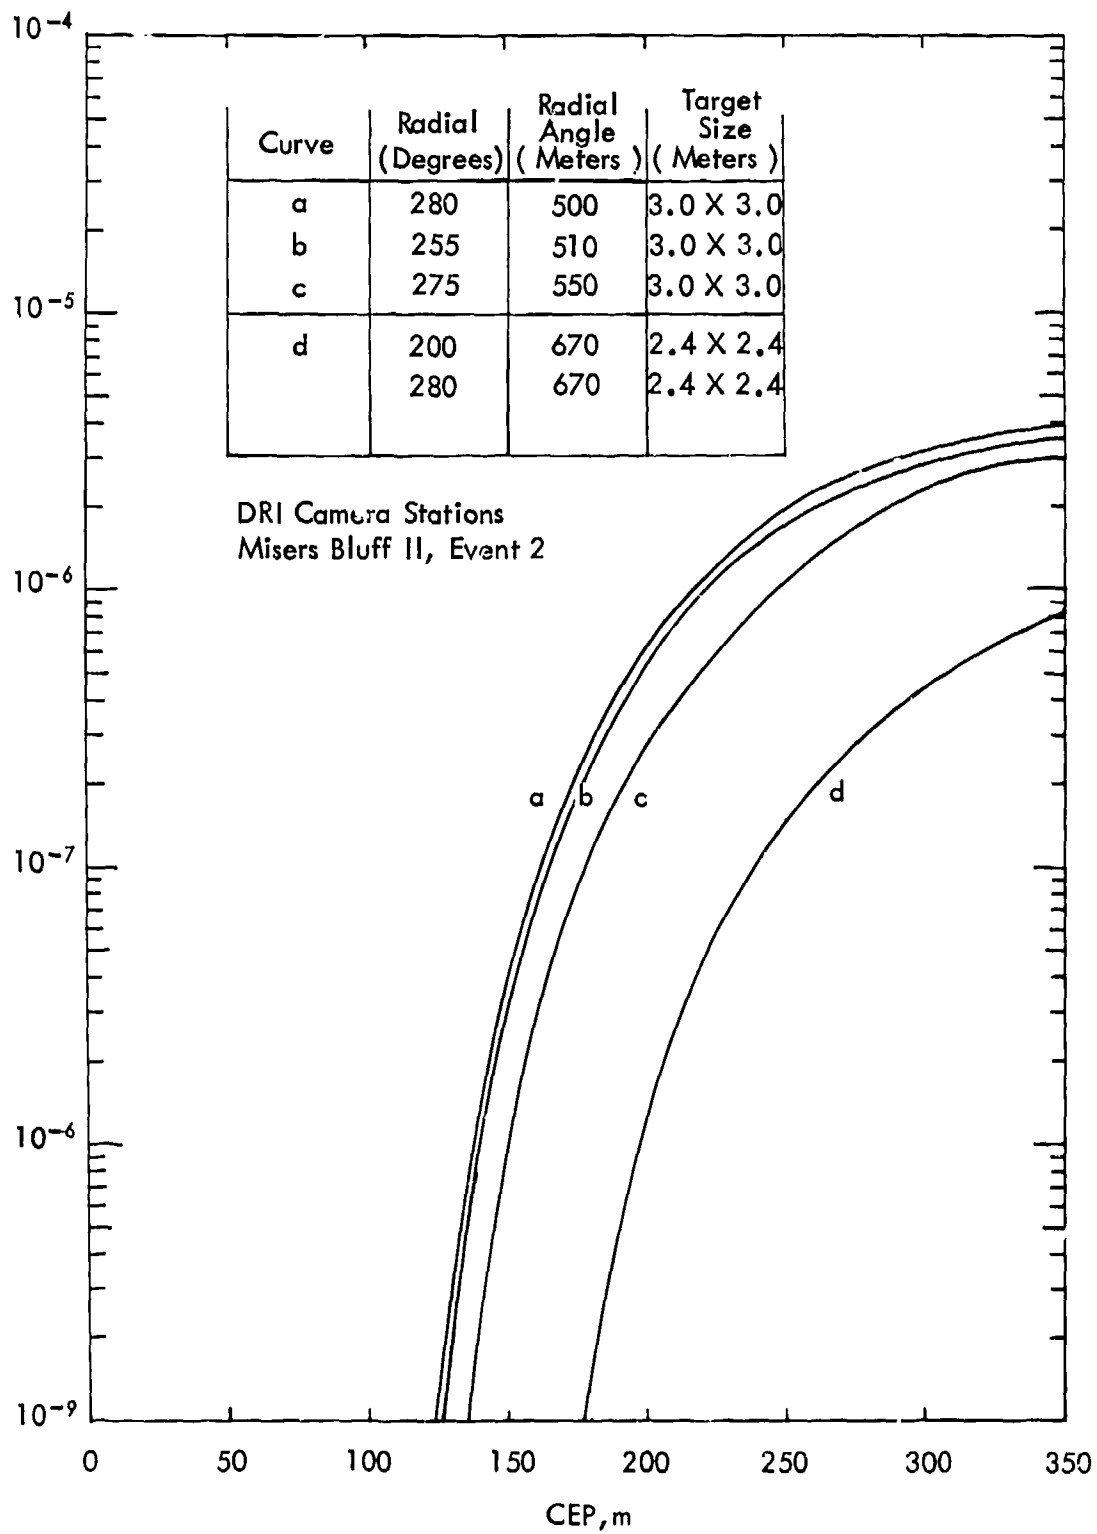 10⁻⁴
Curve Radial (Degrees) Radial Angle (Meters) Target Size (Meters)
a 280 500 3.0 X 3.0
b 255 510 3.0 X 3.0
c 275 550 3.0 X 3.0
10⁻⁵
d 200 670 2.4 X 2.4
280 670 2.4 X 2.4
DRI Camera Stations
Misers Bluff II, Event 2
10⁻⁶
a b c d
10⁻⁷
10⁻⁶
10⁻⁹
0 50 100 150 200 250 300 350
CEP, m